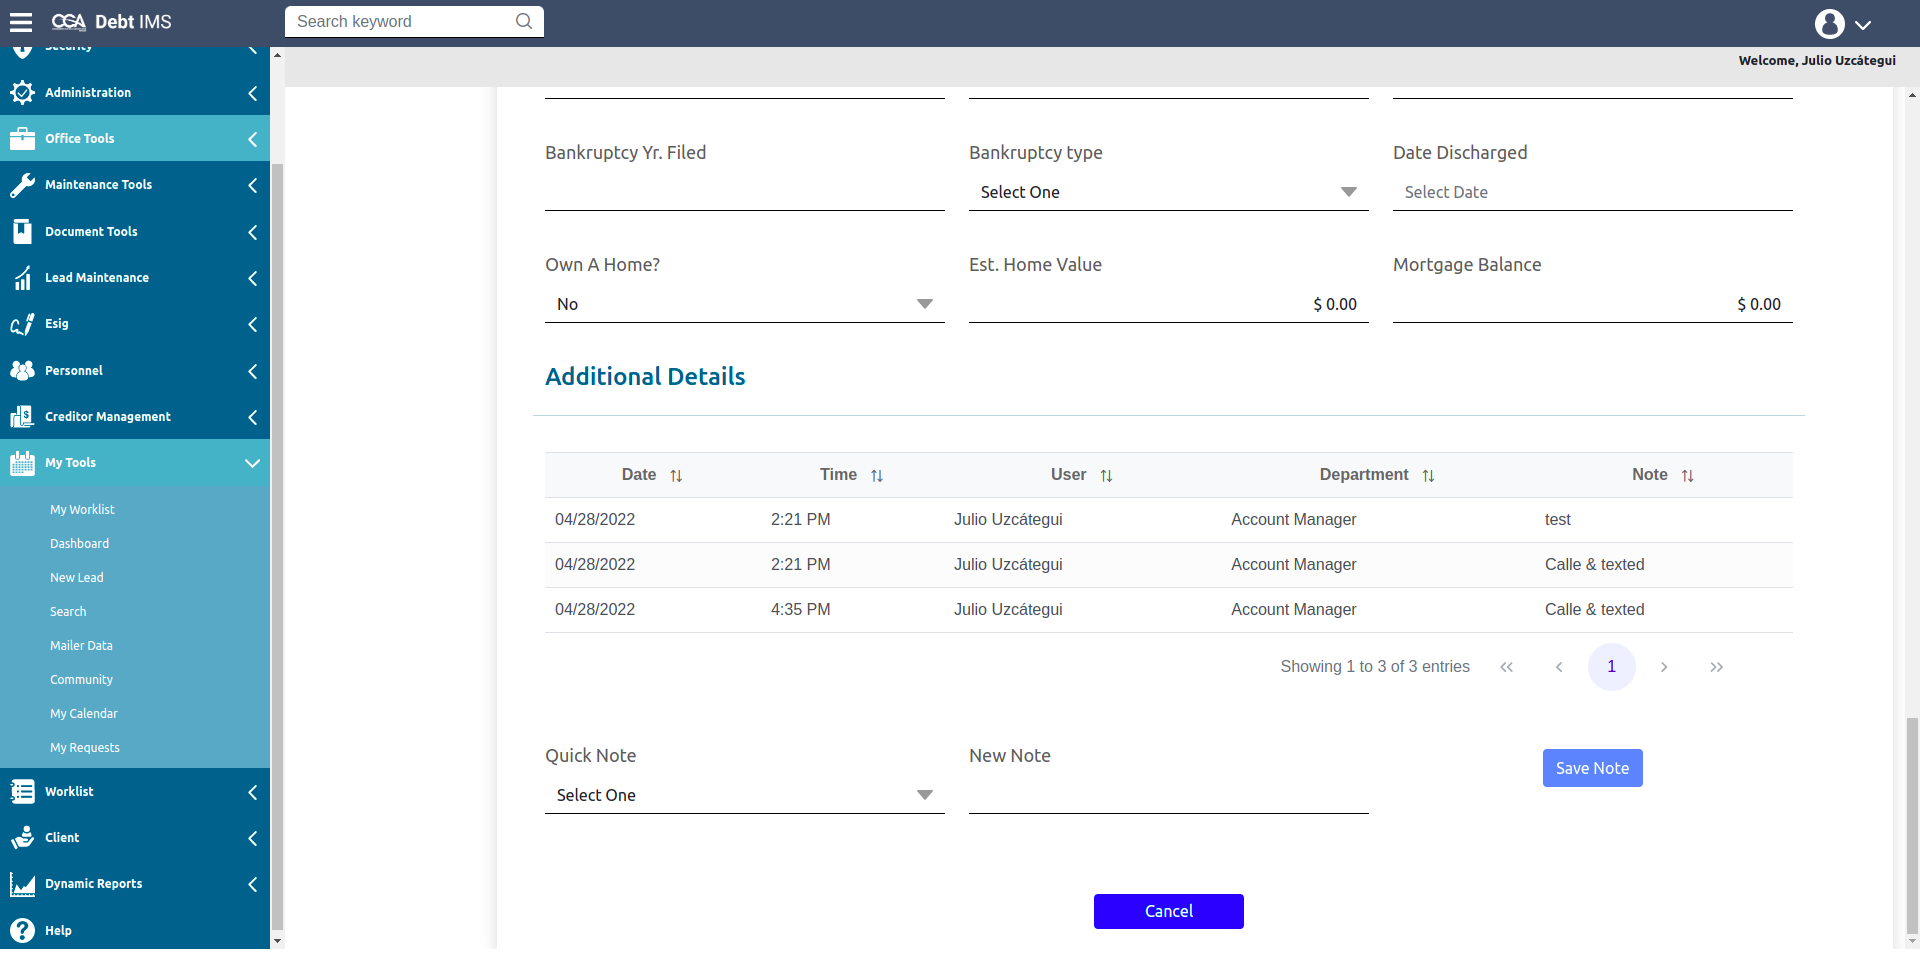 CGA Debt IMS
Search keyword
Welcome, Julio Uzcátegui
Security
Administration
Office Tools
Maintenance Tools
Document Tools
Lead Maintenance
Esig
Personnel
Creditor Management
My Tools
My Worklist
Dashboard
New Lead
Search
Mailer Data
Community
My Calendar
My Requests
Worklist
Client
Dynamic Reports
Help
Bankruptcy Yr. Filed Bankruptcy type Date Discharged
Select One Select Date
Own A Home? Est. Home Value Mortgage Balance
No $ 0.00 $ 0.00
Additional Details
Date Time User Department Note
04/28/2022 2:21 PM Julio Uzcátegui Account Manager test
04/28/2022 2:21 PM Julio Uzcátegui Account Manager Calle & texted
04/28/2022 4:35 PM Julio Uzcátegui Account Manager Calle & texted
Showing 1 to 3 of 3 entries « ‹ 1 › »
Quick Note New Note
Select One
Save Note
Cancel